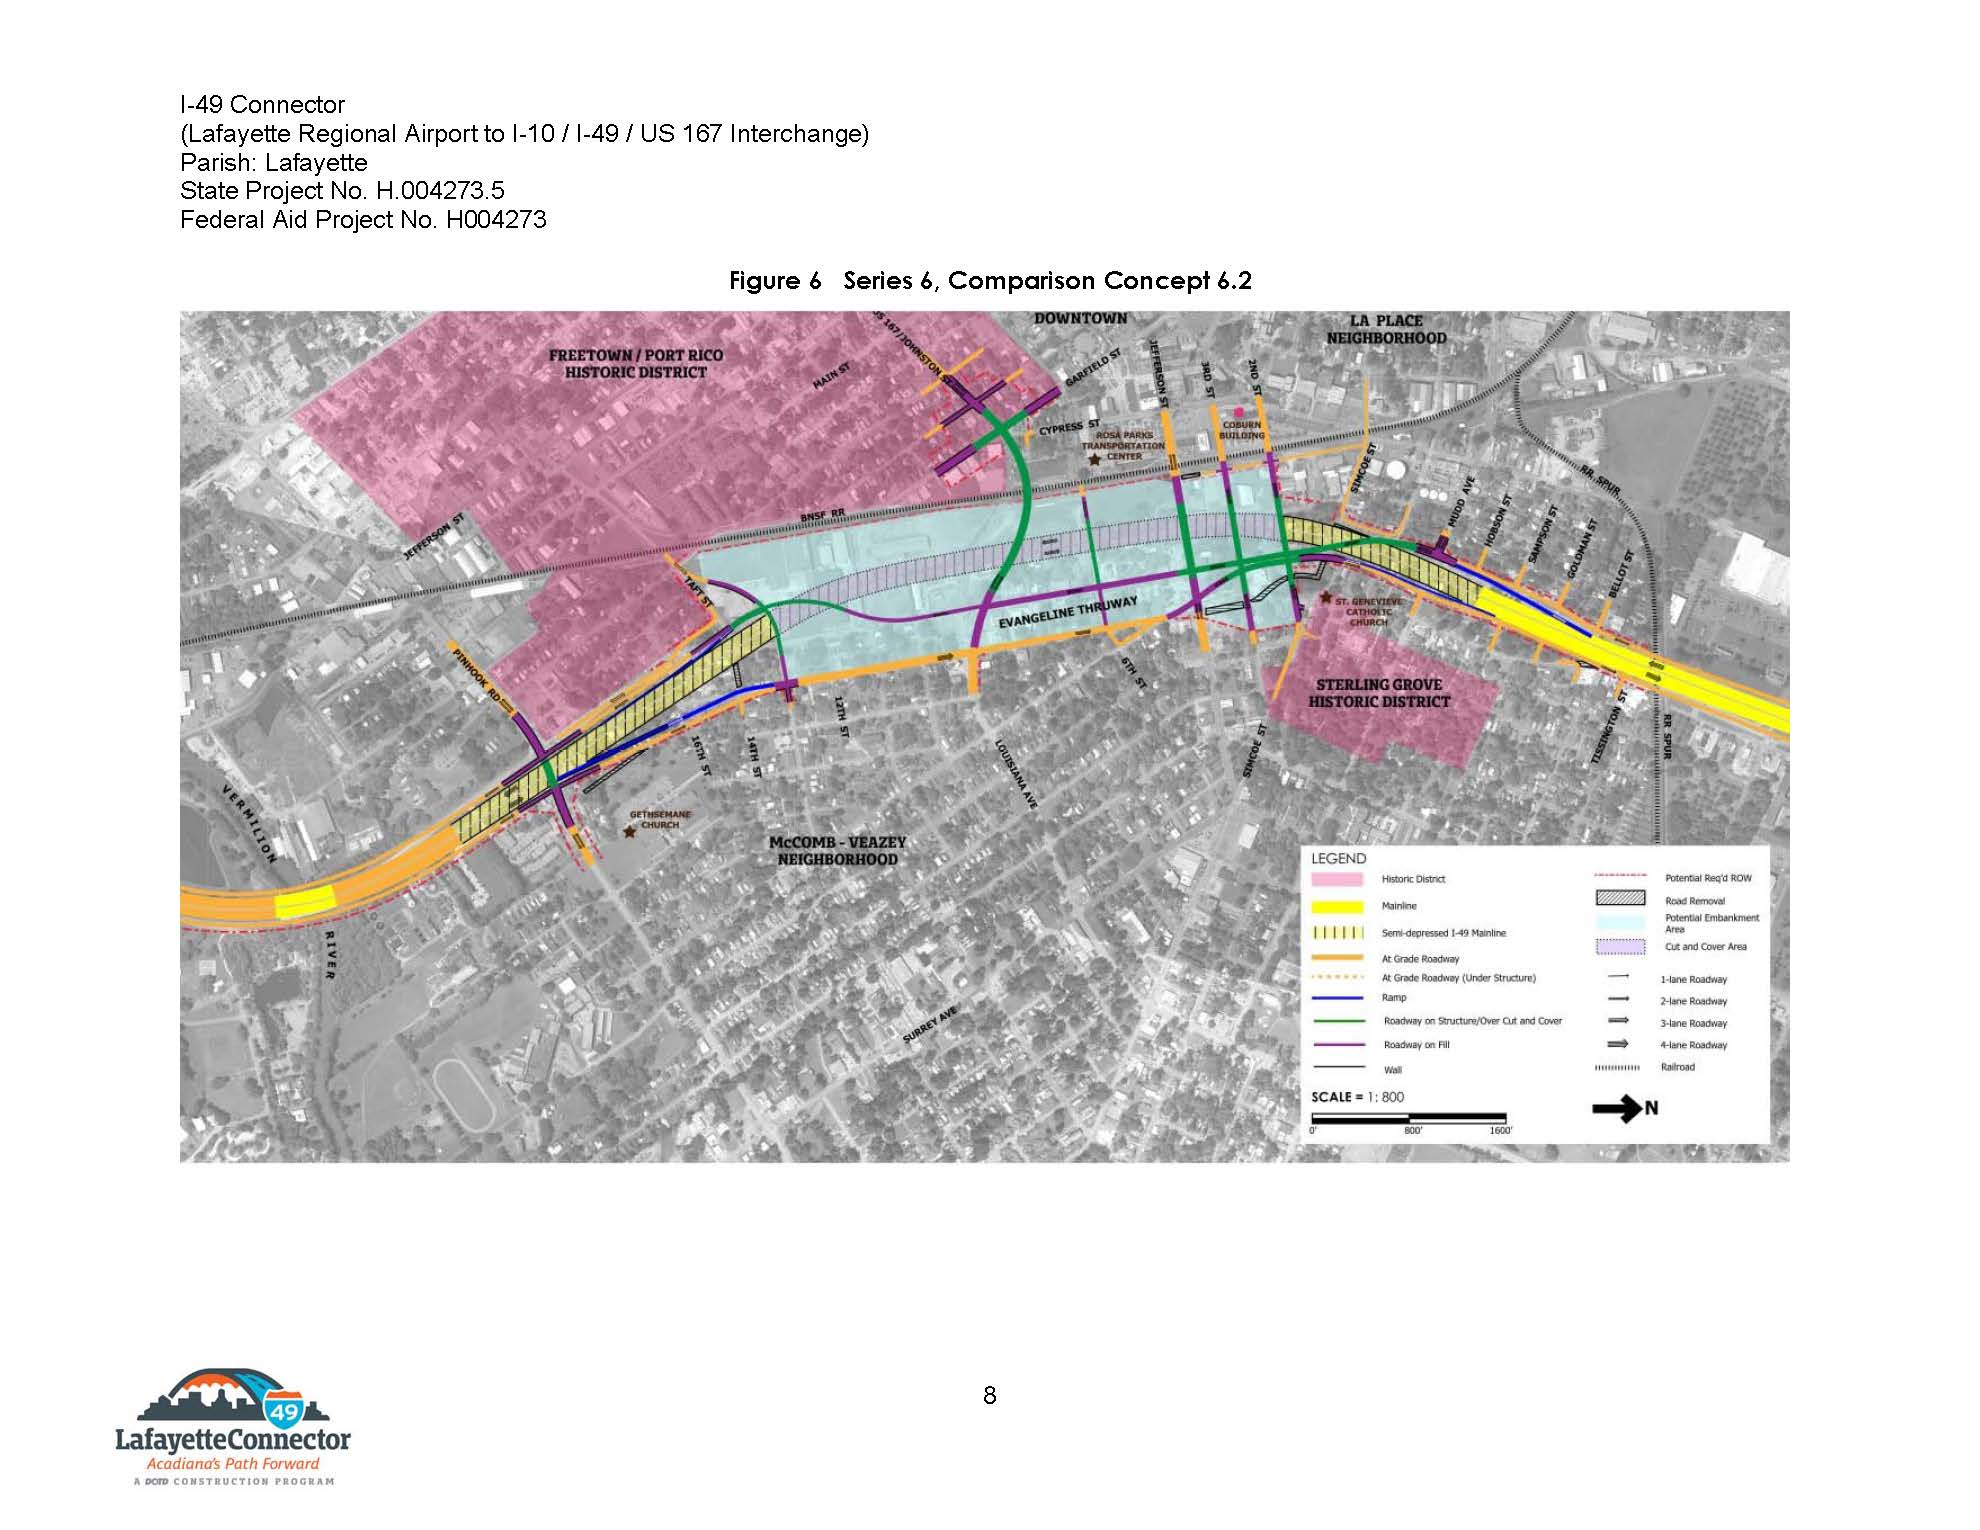 I-49 Connector
(Lafayette Regional Airport to I-10 / I-49 / US 167 Interchange)
Parish: Lafayette
State Project No. H.004273.5
Federal Aid Project No. H004273
Figure 6 Series 6, Comparison Concept 6.2
DOWNTOWN
LA PLACE
NEIGHBORHOOD
FREETOWN / PORT RICO
HISTORIC DISTRICT
US 167/JOHNSTON ST
MAIN ST
GARFIELD ST
JEFFERSON ST
3RD ST
2ND ST
CYPRESS ST
ROSA PARKS
TRANSPORTATION
CENTER
COBURN
BUILDING
SIMCOE ST
MUDD AVE
HOBSON ST
SAMPSON ST
GOLDMAN ST
BELLOT ST
RR SPUR
JEFFERSON ST
BNSF RR
TAFT ST
EVANGELINE THRUWAY
ST. GENEVIEVE
CATHOLIC
CHURCH
PINHOOK RD
6TH ST
STERLING GROVE
HISTORIC DISTRICT
12TH ST
16TH ST
14TH ST
LOUISIANA AVE
SIMCOE ST
TISSINGTON ST
RR SPUR
VERMILION
RIVER
GETHSEMANE
CHURCH
McCOMB - VEAZEY
NEIGHBORHOOD
SURREY AVE
LEGEND
Historic District
Mainline
Semi-depressed I-49 Mainline
At Grade Roadway
At Grade Roadway (Under Structure)
Ramp
Roadway on Structure/Over Cut and Cover
Roadway on Fill
Wall
Potential Req'd ROW
Road Removal
Potential Embankment
Area
Cut and Cover Area
1-lane Roadway
2-lane Roadway
3-lane Roadway
4-lane Roadway
Railroad
SCALE = 1: 800
0' 800' 1600'
N
49
LafayetteConnector
Acadiana's Path Forward
A DOTD CONSTRUCTION PROGRAM
8